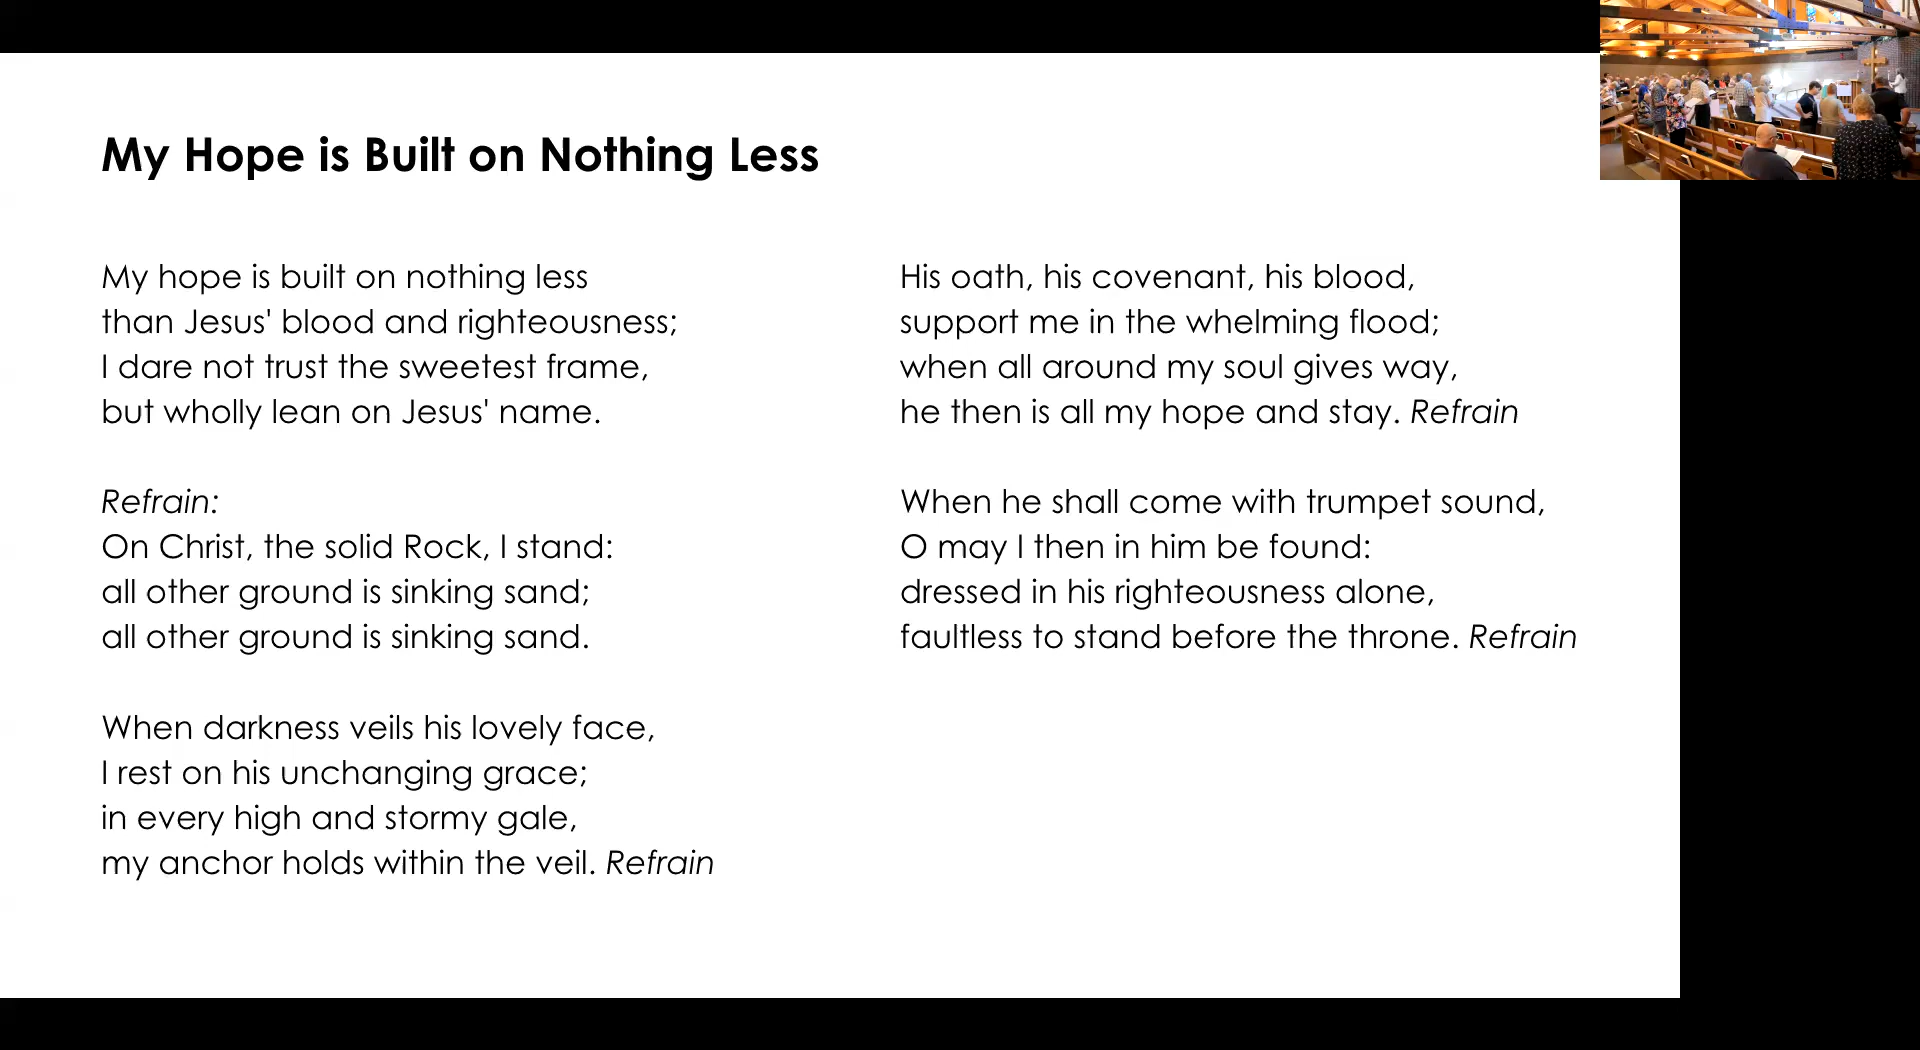 My Hope is Built on Nothing Less
My hope is built on nothing less
than Jesus' blood and righteousness;
I dare not trust the sweetest frame,
but wholly lean on Jesus' name.
Refrain:
On Christ, the solid Rock, I stand:
all other ground is sinking sand;
all other ground is sinking sand.
When darkness veils his lovely face,
I rest on his unchanging grace;
in every high and stormy gale,
my anchor holds within the veil. Refrain
His oath, his covenant, his blood,
support me in the whelming flood;
when all around my soul gives way,
he then is all my hope and stay. Refrain
When he shall come with trumpet sound,
O may I then in him be found:
dressed in his righteousness alone,
faultless to stand before the throne. Refrain